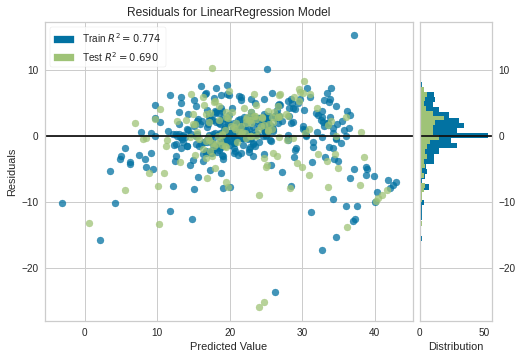 Residuals for LinearRegression Model
Train R² = 0.774
Test R² = 0.690
10
0
−10
−20
Residuals
0
10
20
30
40
Predicted Value
10
0
−10
−20
0
50
Distribution